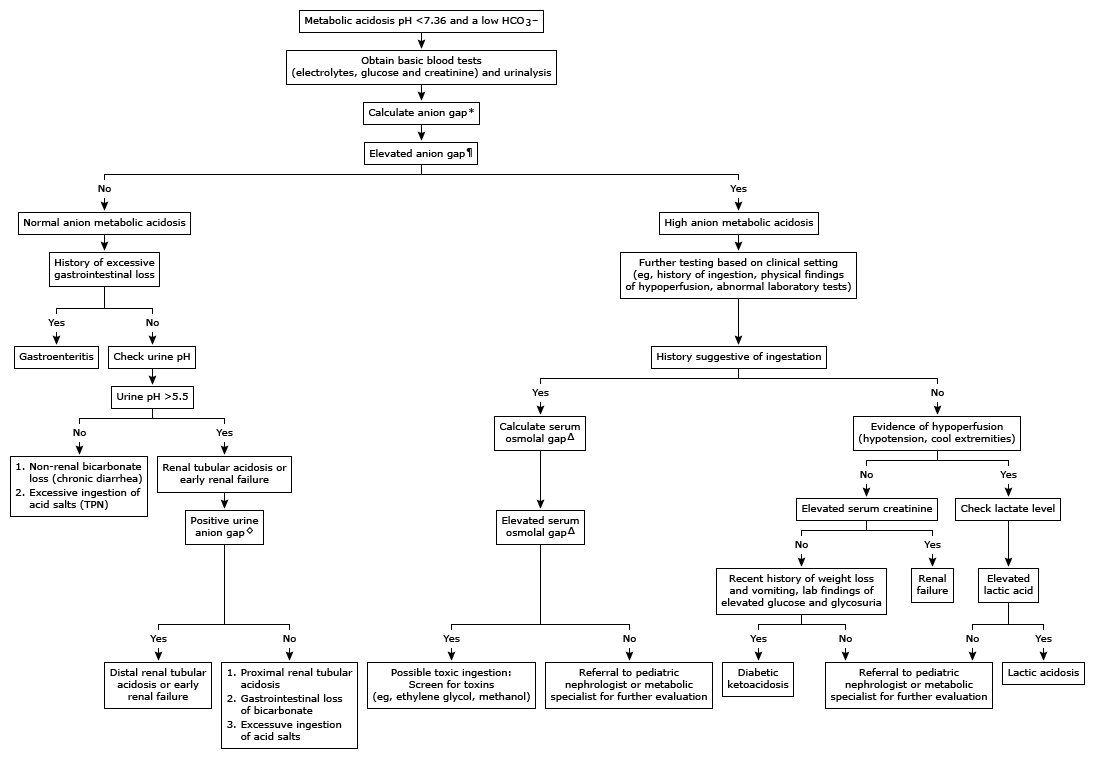 Metabolic acidosis pH <7.36 and a low HCO3−
Obtain basic blood tests
(electrolytes, glucose and creatinine) and urinalysis
Calculate anion gap*
Elevated anion gap¶
No
Yes
Normal anion metabolic acidosis
High anion metabolic acidosis
History of excessive
gastrointestinal loss
Further testing based on clinical setting
(eg, history of ingestion, physical findings
of hypoperfusion, abnormal laboratory tests)
Yes
No
Gastroenteritis
Check urine pH
History suggestive of ingestation
Urine pH >5.5
Yes
No
No
Yes
Calculate serum
osmolal gapΔ
Evidence of hypoperfusion
(hypotension, cool extremities)
1. Non-renal bicarbonate
loss (chronic diarrhea)
2. Excessive ingestion of
acid salts (TPN)
Renal tubular acidosis or
early renal failure
No
Yes
Positive urine
anion gap◇
Elevated serum
osmolal gapΔ
Elevated serum creatinine
Check lactate level
No
Yes
Recent history of weight loss
and vomiting, lab findings of
elevated glucose and glycosuria
Renal
failure
Elevated
lactic acid
Yes
No
Yes
No
Yes
No
No
Yes
Distal renal tubular
acidosis or early
renal failure
1. Proximal renal tubular
acidosis
2. Gastrointestinal loss
of bicarbonate
3. Excessuve ingestion
of acid salts
Possible toxic ingestion:
Screen for toxins
(eg, ethylene glycol, methanol)
Referral to pediatric
nephrologist or metabolic
specialist for further evaluation
Diabetic
ketoacidosis
Referral to pediatric
nephrologist or metabolic
specialist for further evaluation
Lactic acidosis